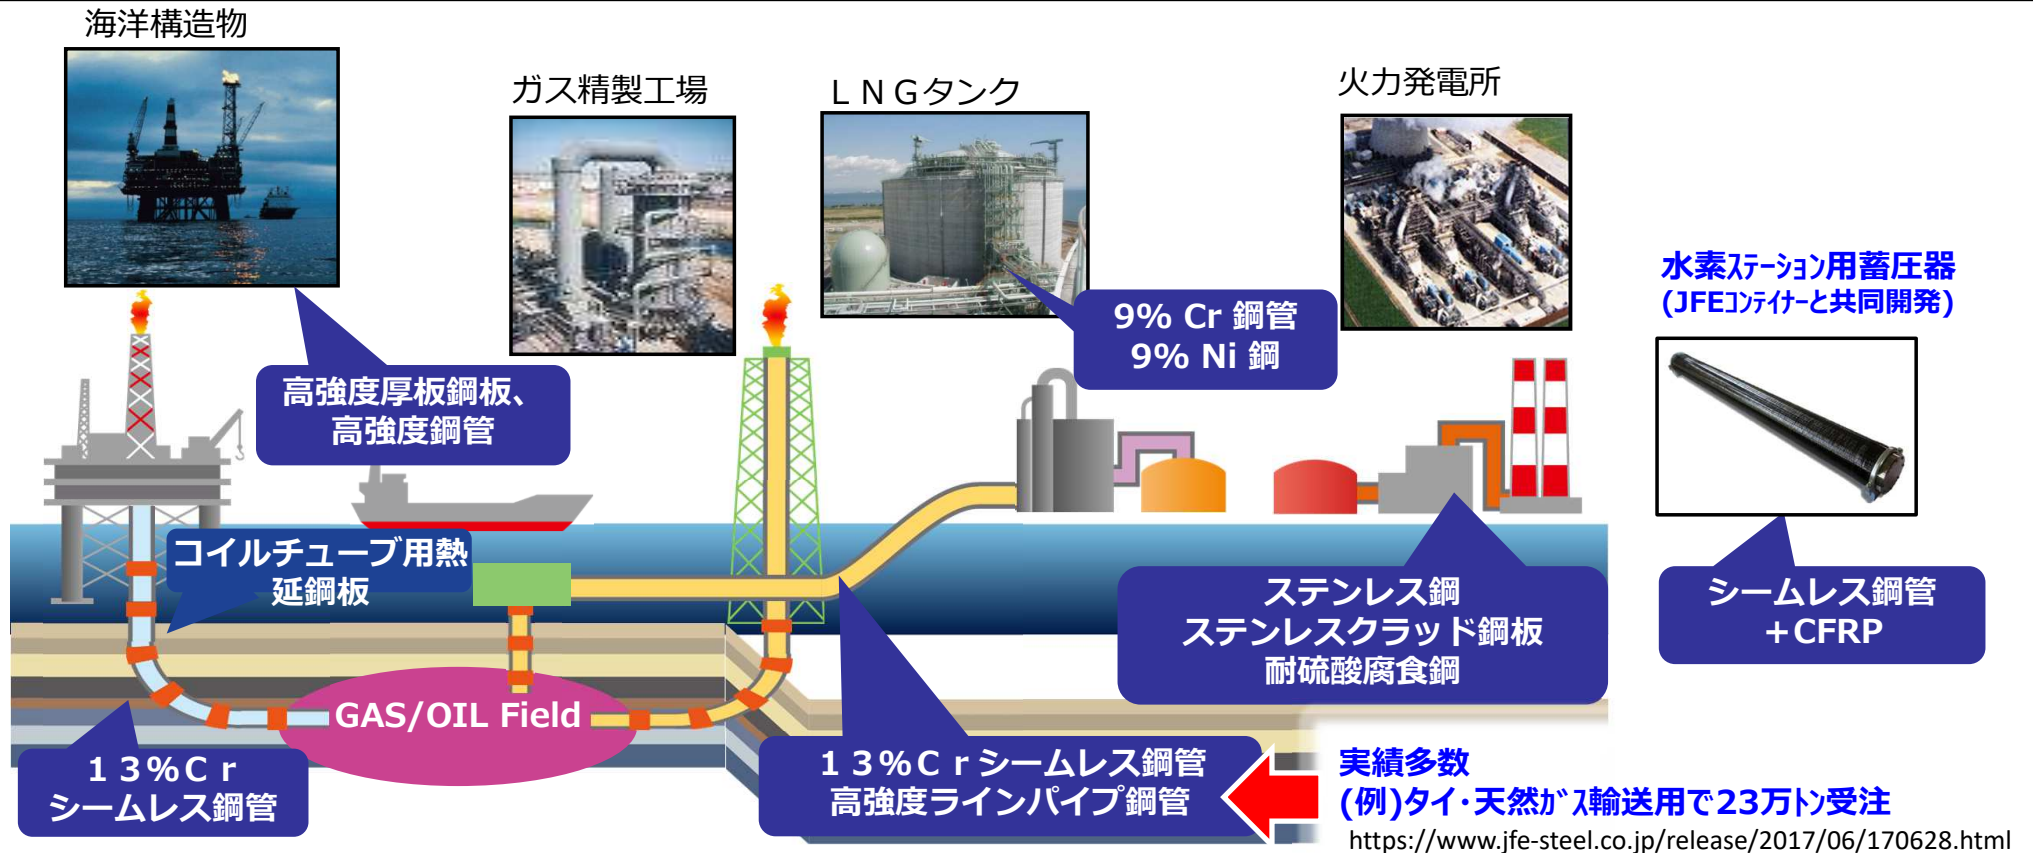 海洋構造物
ガス精製工場
ＬＮＧタンク
火力発電所
水素ｽﾃｰｼｮﾝ用蓄圧器
(JFEｺﾝﾃｲﾅｰと共同開発)
9% Cr 鋼管
9% Ni 鋼
高強度厚板鋼板、
高強度鋼管
コイルチューブ用熱
延鋼板
ステンレス鋼
ステンレスクラッド鋼板
耐硫酸腐食鋼
シームレス鋼管
＋CFRP
GAS/OIL Field
１３%Ｃｒ
シームレス鋼管
１３%Ｃｒシームレス鋼管
高強度ラインパイプ鋼管
実績多数
(例)タイ･天然ｶﾞｽ輸送用で23万ﾄﾝ受注
https://www.jfe-steel.co.jp/release/2017/06/170628.html